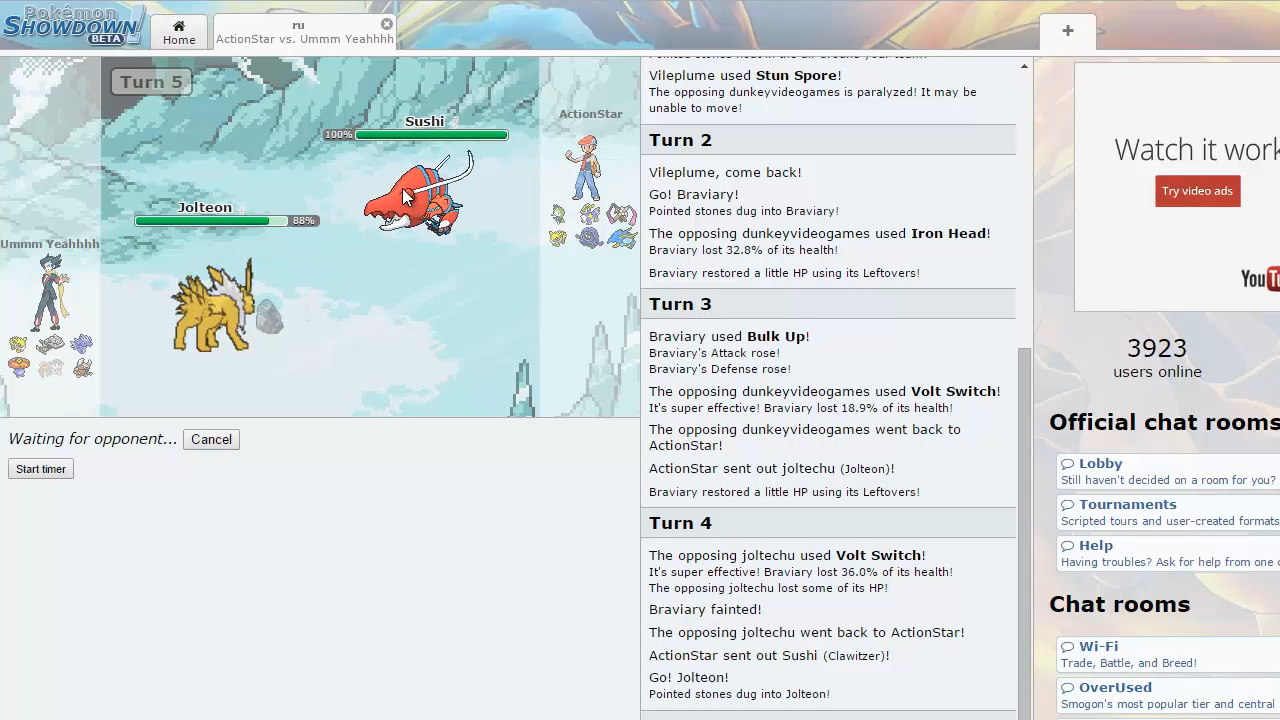 Pokémon
Showdown!
BETA
Home
ru
ActionStar vs. Ummm Yeahhhh
+
Turn 5
Sushi
100%
ActionStar
Jolteon
88%
Ummm Yeahhhh
Waiting for opponent... Cancel
Start timer
Vileplume used Stun Spore!
The opposing dunkeyvideogames is paralyzed! It may be
unable to move!
Turn 2
Vileplume, come back!
Go! Braviary!
Pointed stones dug into Braviary!
The opposing dunkeyvideogames used Iron Head!
Braviary lost 32.8% of its health!
Braviary restored a little HP using its Leftovers!
Turn 3
Braviary used Bulk Up!
Braviary's Attack rose!
Braviary's Defense rose!
The opposing dunkeyvideogames used Volt Switch!
It's super effective! Braviary lost 18.9% of its health!
The opposing dunkeyvideogames went back to
ActionStar!
ActionStar sent out joltechu (Jolteon)!
Braviary restored a little HP using its Leftovers!
Turn 4
The opposing joltechu used Volt Switch!
It's super effective! Braviary lost 36.0% of its health!
The opposing joltechu lost some of its HP!
Braviary fainted!
The opposing joltechu went back to ActionStar!
ActionStar sent out Sushi (Clawitzer)!
Go! Jolteon!
Pointed stones dug into Jolteon!
Watch it work
Try video ads
You
3923
users online
Official chat rooms
Lobby
Still haven't decided on a room for you?
Tournaments
Scripted tours and user-created formats
Help
Having troubles? Ask for help from one
Chat rooms
Wi-Fi
Trade, Battle, and Breed!
OverUsed
Smogon's most popular tier and central